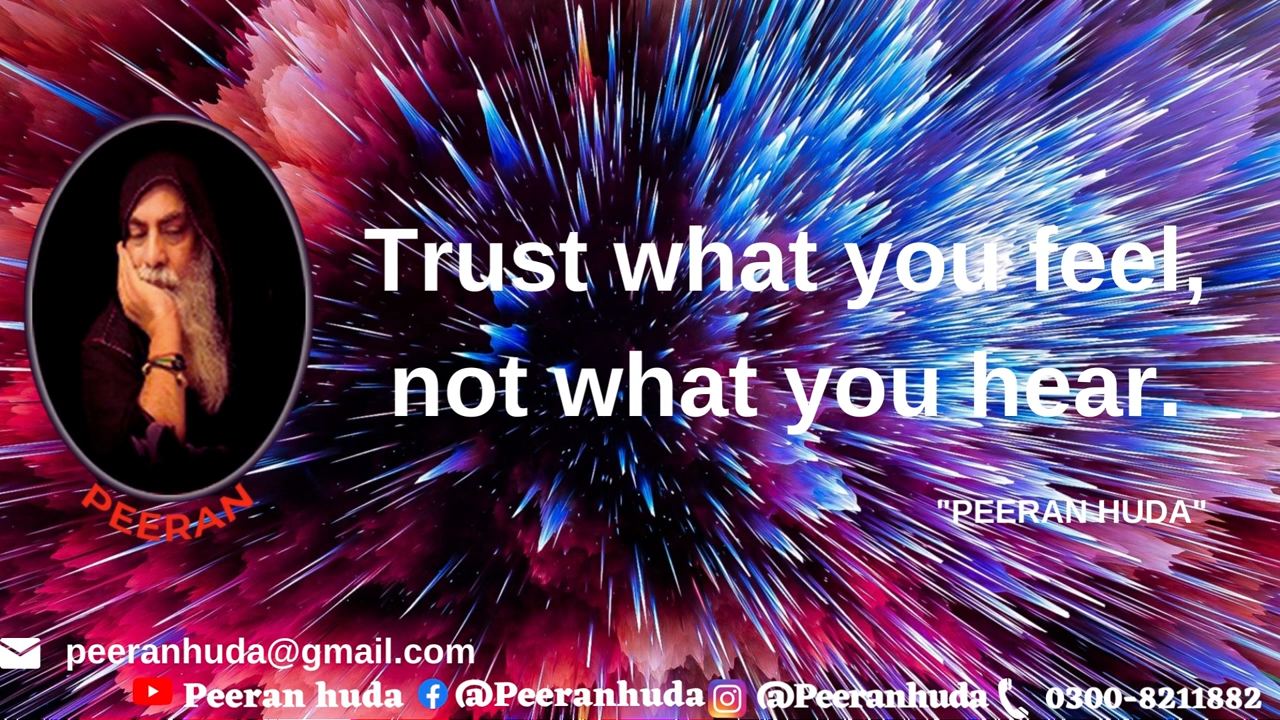 Trust what you feel,
not what you hear.
"PEERAN HUDA"
PEERAN
peeranhuda@gmail.com
Peeran huda @Peeranhuda @Peeranhuda 0300-8211882